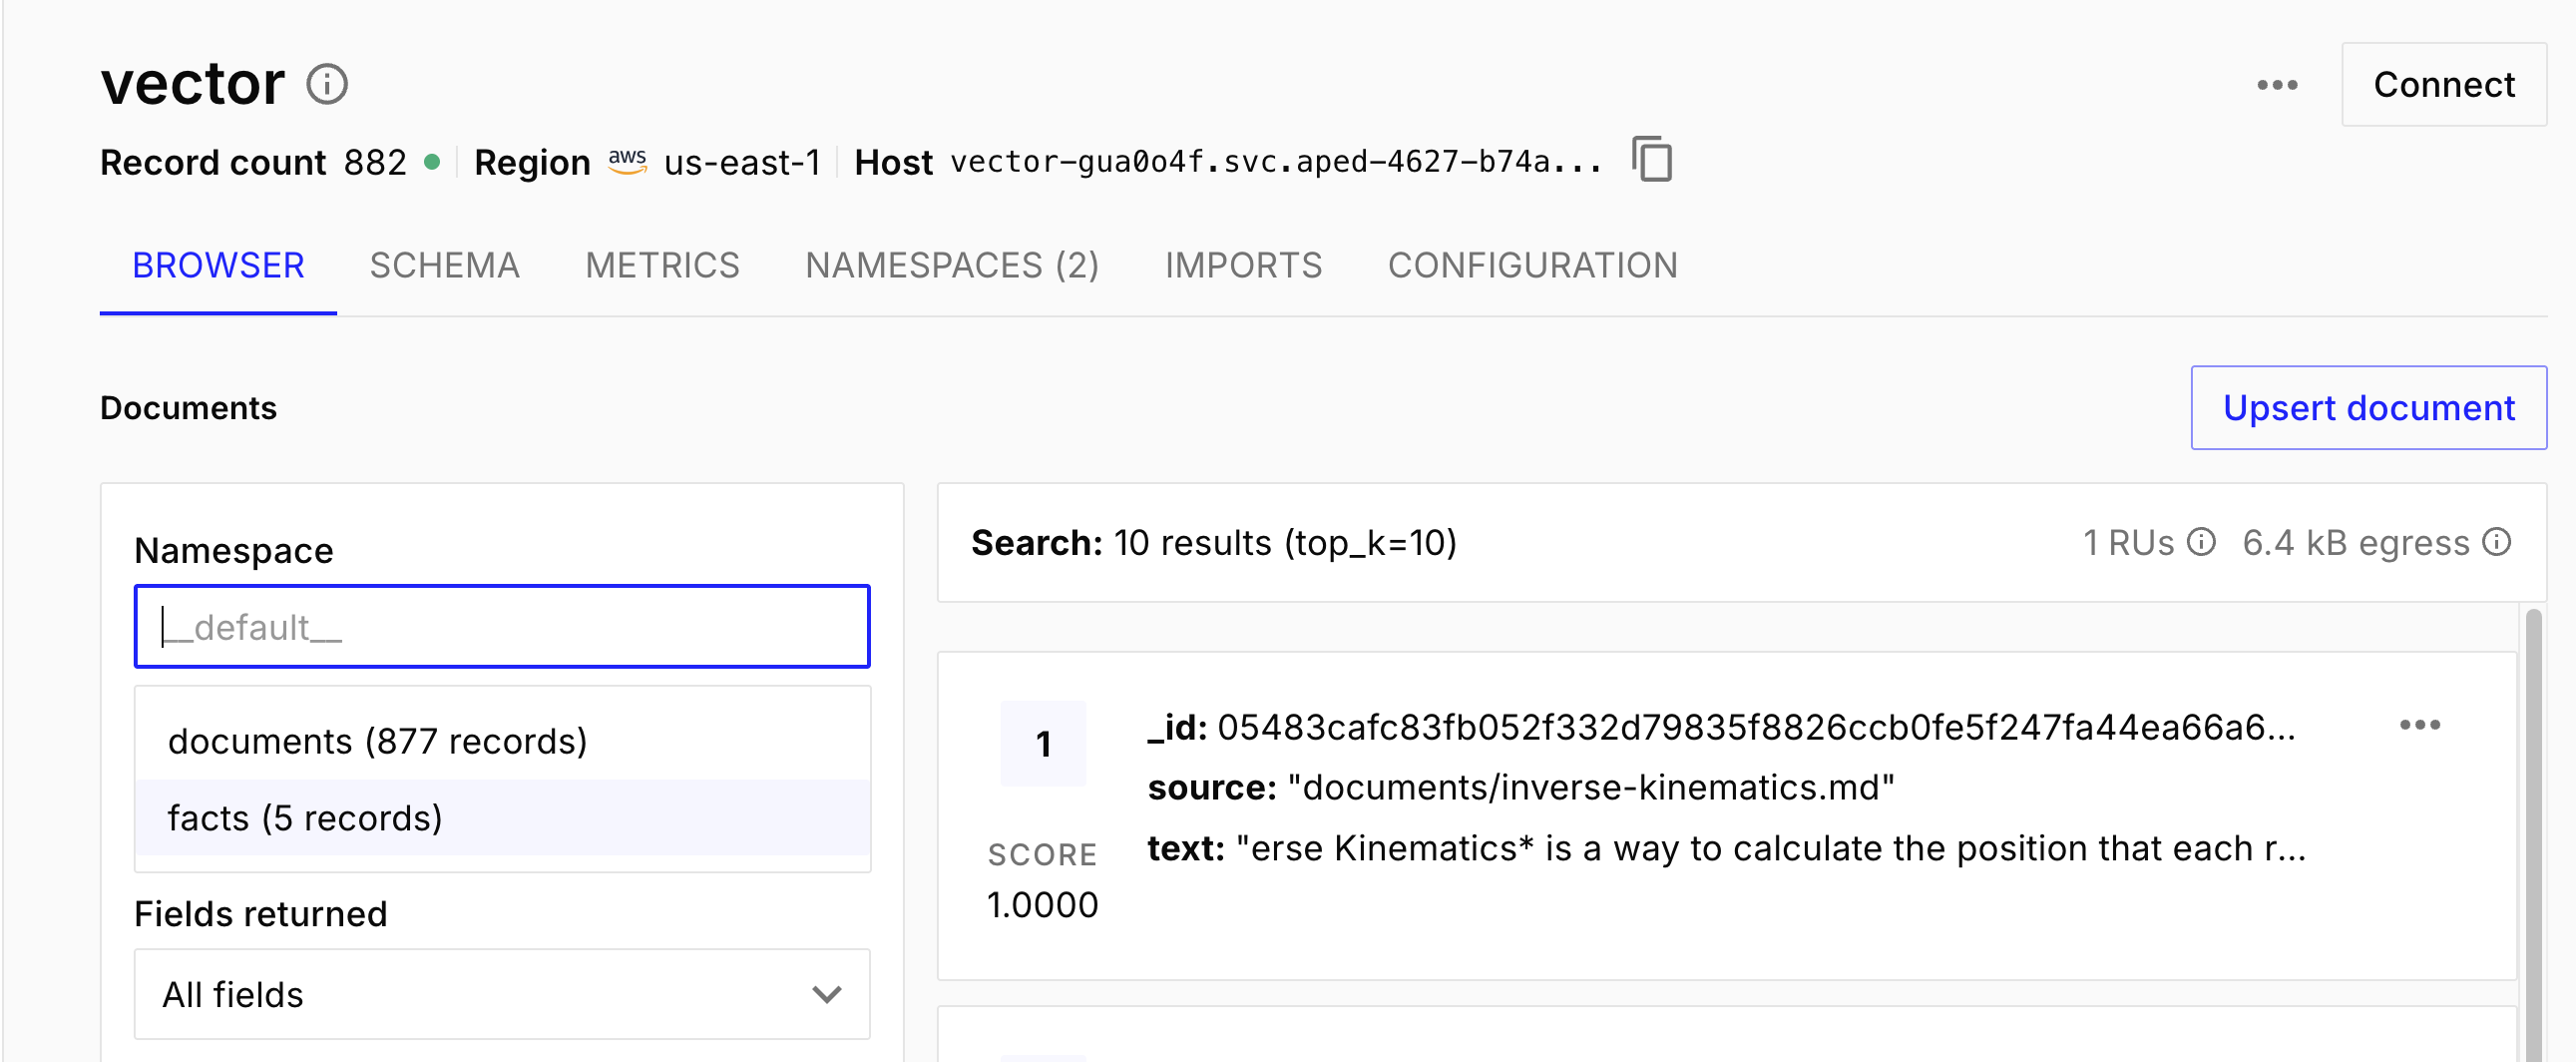 vector
Connect
Record count 882 Region aws us-east-1 Host vector-gua0o4f.svc.aped-4627-b74a...
BROWSER SCHEMA METRICS NAMESPACES (2) IMPORTS CONFIGURATION
Documents
Upsert document
Namespace
__default__
documents (877 records)
facts (5 records)
Fields returned
All fields
Search: 10 results (top_k=10) 1 RUs 6.4 kB egress
1
SCORE
1.0000
_id: 05483cafc83fb052f332d79835f8826ccb0fe5f247fa44ea66a6...
source: "documents/inverse-kinematics.md"
text: "erse Kinematics* is a way to calculate the position that each r...